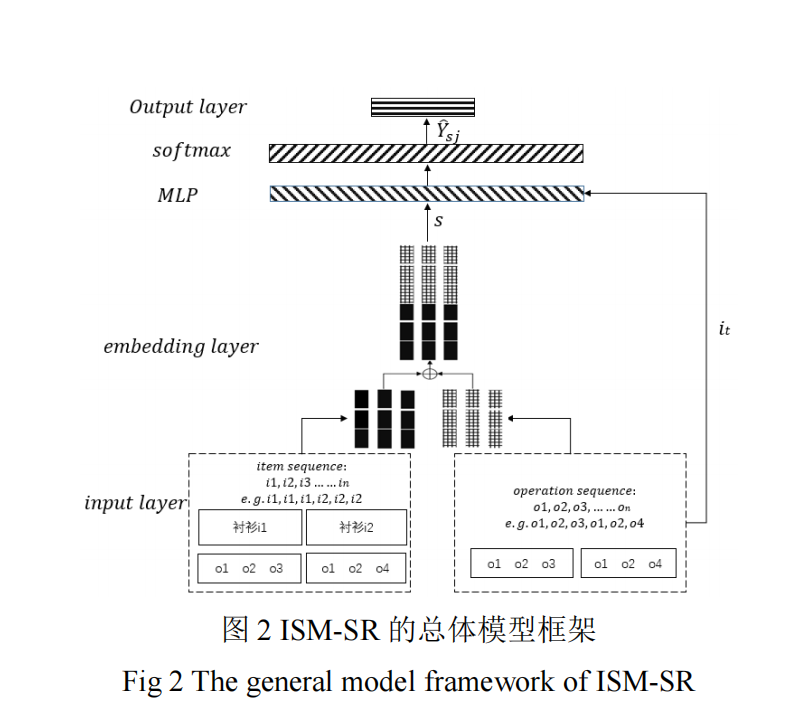 Output layer
Ŷsj
softmax
MLP
s
embedding layer
it
input layer
item sequence:
i1, i2, i3 … … in
e.g. i1, i1, i1, i2, i2, i2
衬衫i1 衬衫i2
o1 o2 o3 o1 o2 o4
operation sequence:
o1, o2, o3, … … on
e.g. o1, o2, o3, o1, o2, o4
o1 o2 o3 o1 o2 o4
图 2 ISM-SR 的总体模型框架
Fig 2 The general model framework of ISM-SR